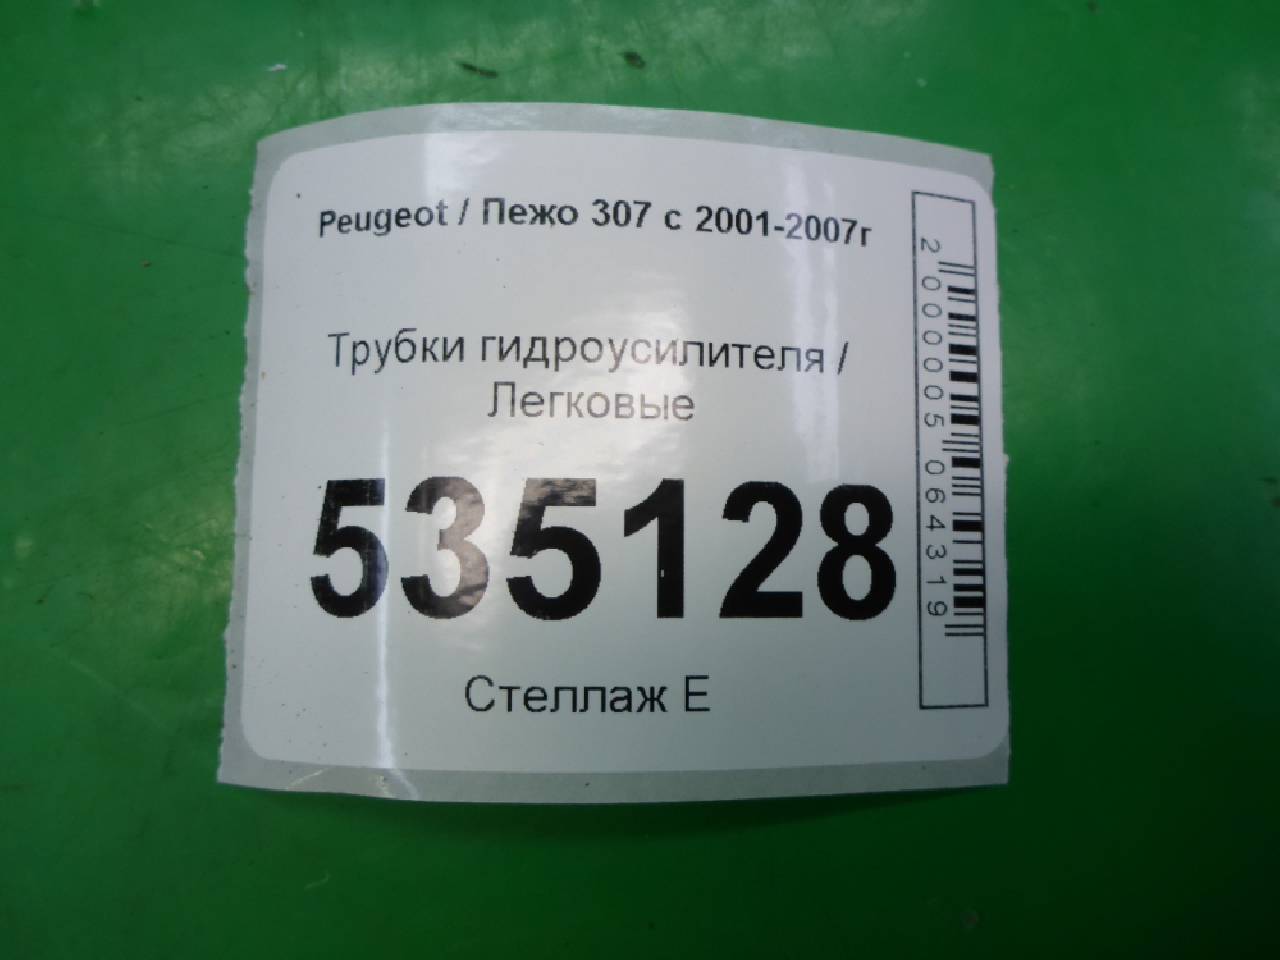 Peugeot / Пежо 307 с 2001-2007г
Трубки гидроусилителя /
Легковые
535128
Стеллаж Е
2 000005 064319